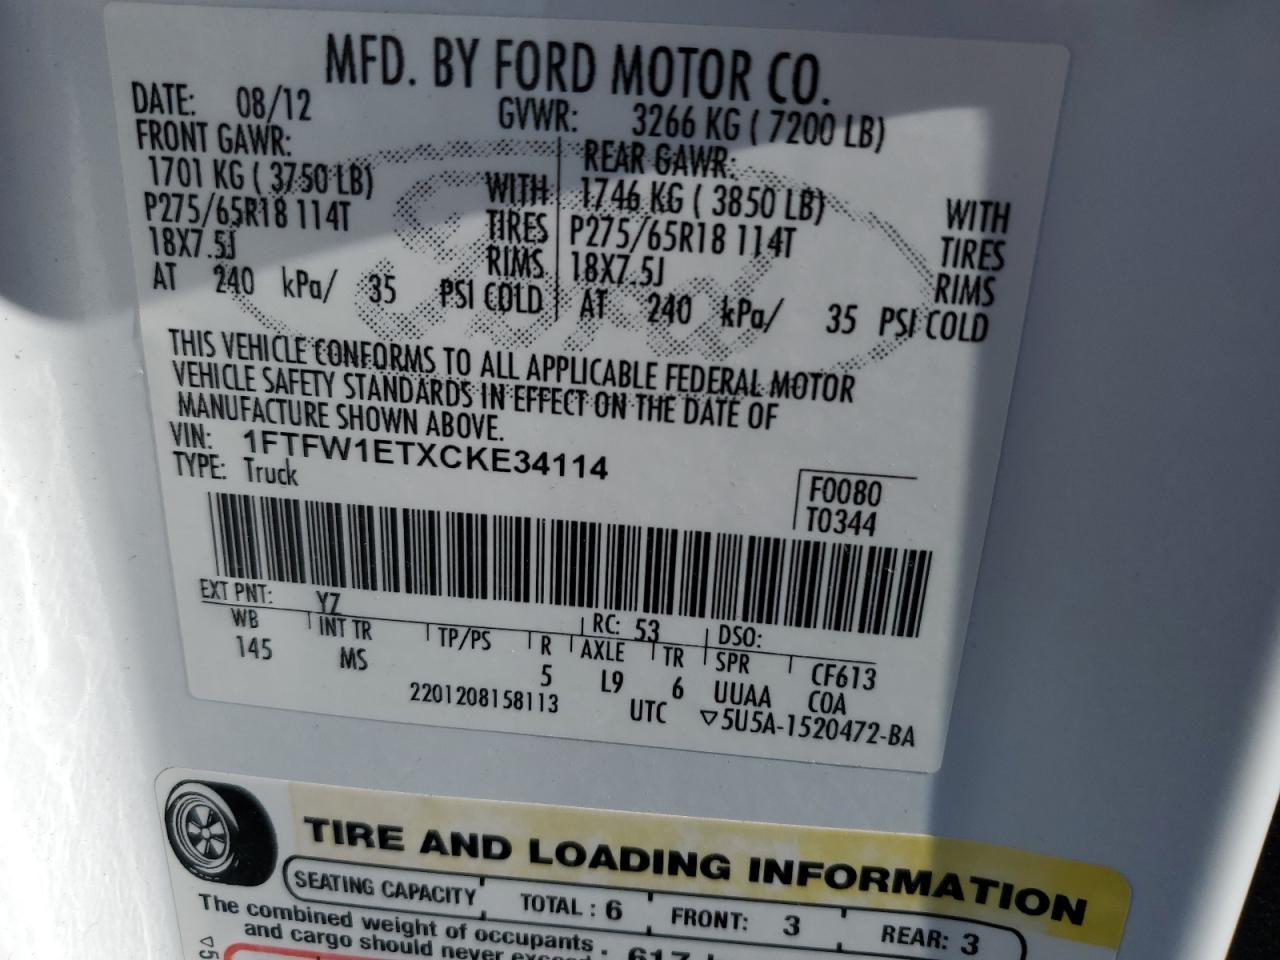 MFD. BY FORD MOTOR CO.
DATE: 08/12 GVWR: 3266 KG ( 7200 LB)
FRONT GAWR: REAR GAWR:
1701 KG ( 3750 LB) WITH 1746 KG ( 3850 LB) WITH
P275/65R18 114T TIRES P275/65R18 114T TIRES
18X7.5J RIMS 18X7.5J RIMS
AT 240 kPa/ 35 PSI COLD AT 240 kPa/ 35 PSI COLD
Ford
THIS VEHICLE CONFORMS TO ALL APPLICABLE FEDERAL MOTOR
VEHICLE SAFETY STANDARDS IN EFFECT ON THE DATE OF
MANUFACTURE SHOWN ABOVE.
VIN: 1FTFW1ETXCKE34114
TYPE: Truck
F0080
T0344
EXT PNT: YZ RC: 53 DSO:
WB INT TR TP/PS R AXLE TR SPR CF613
145 MS 5 L9 6 UUAA COA
2201208158113 UTC ▽5U5A-1520472-BA
TIRE AND LOADING INFORMATION
SEATING CAPACITY TOTAL : 6 FRONT: 3 REAR: 3
The combined weight of occupants
and cargo should never exceed 617